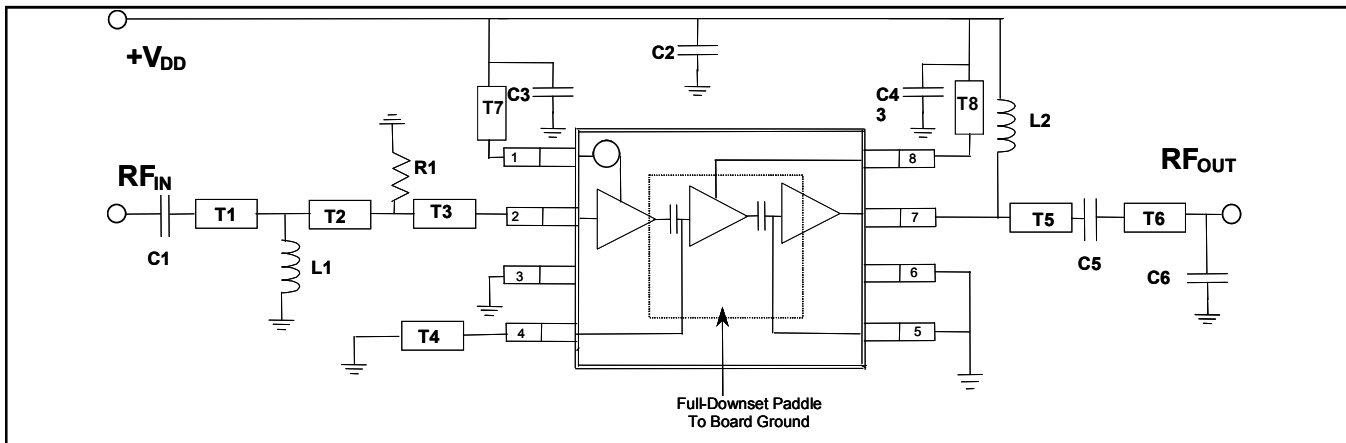 +VDD
C2
C3
T7
C4
3
T8
L2
R1
1
8
RFIN
RFOUT
T1
T2
T3
2
7
T5
T6
C1
C5
L1
3
6
C6
T4
4
5
Full-Downset Paddle
To Board Ground